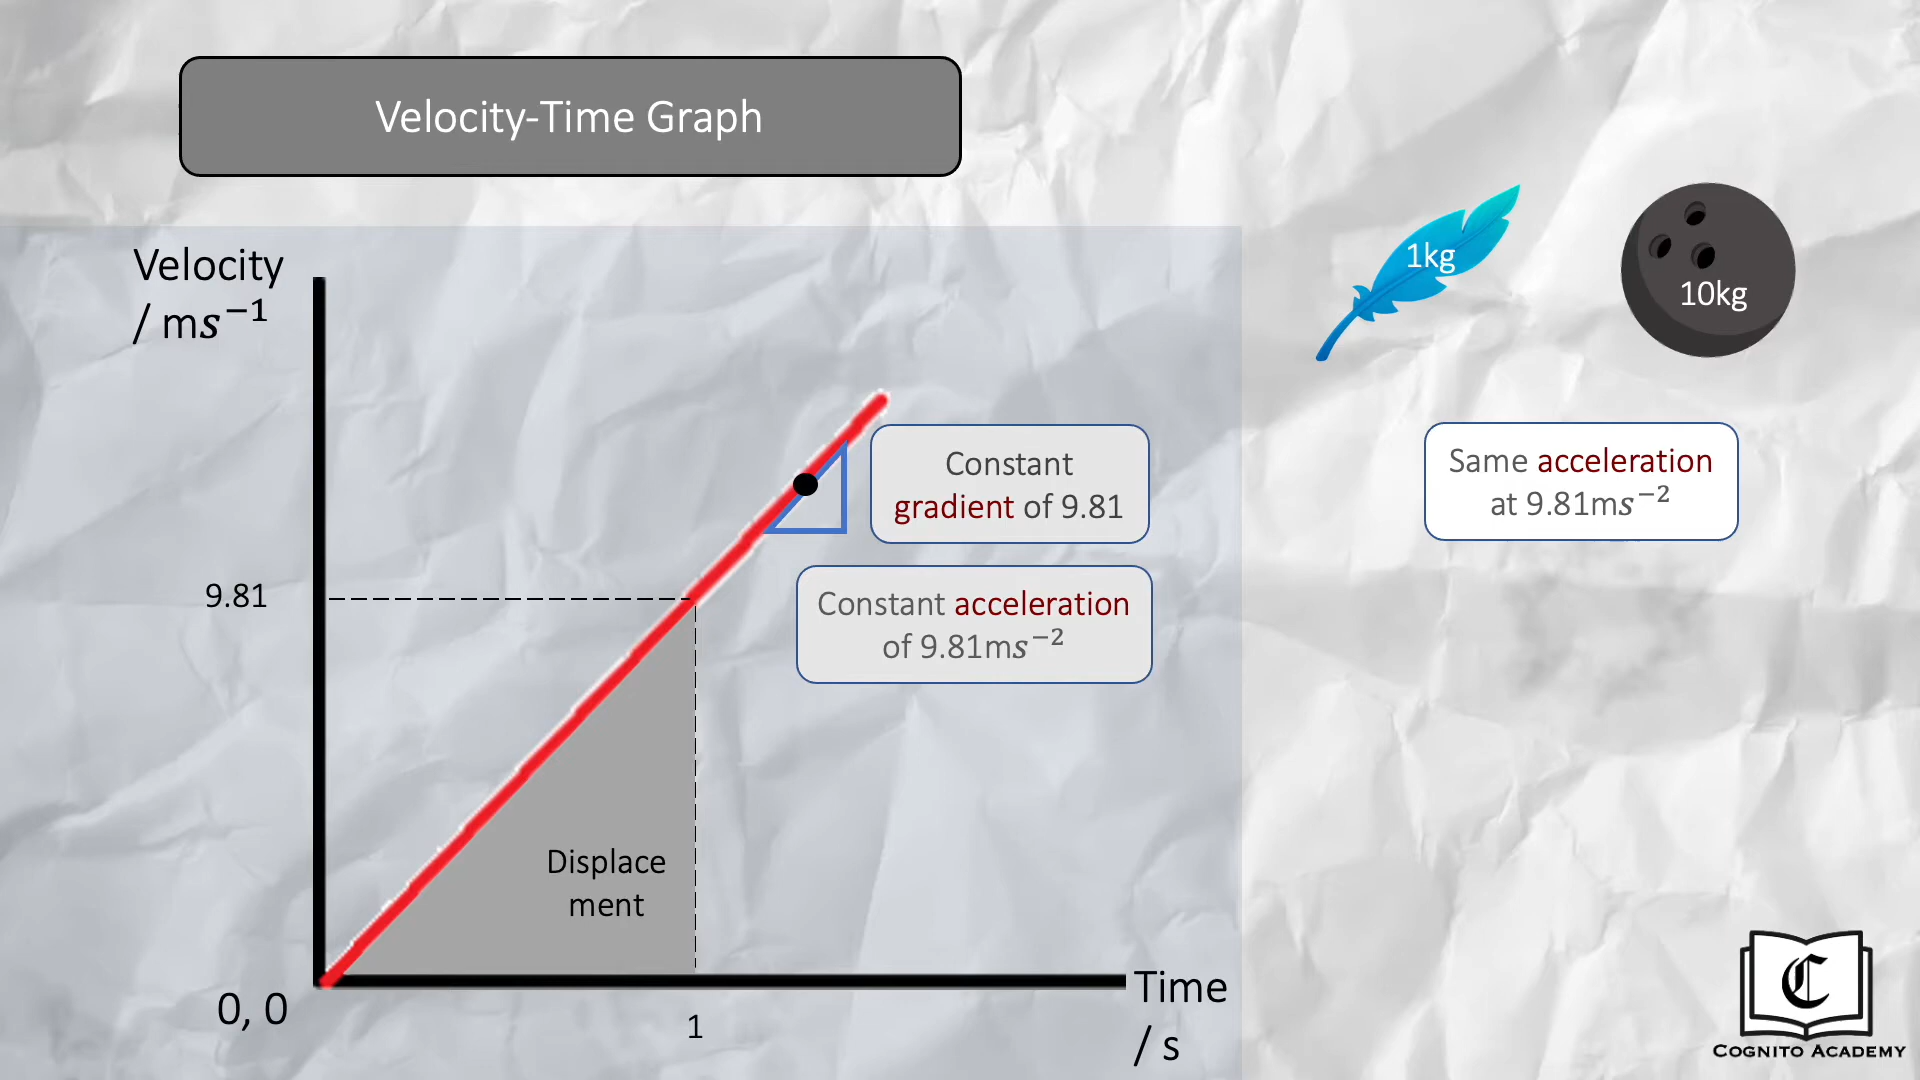 Velocity-Time Graph
Velocity
/ ms⁻¹
1kg
10kg
Constant
gradient of 9.81
Same acceleration
at 9.81ms⁻²
9.81
Constant acceleration
of 9.81ms⁻²
Displace
ment
0, 0
1
Time
/ s
C
COGNITO ACADEMY